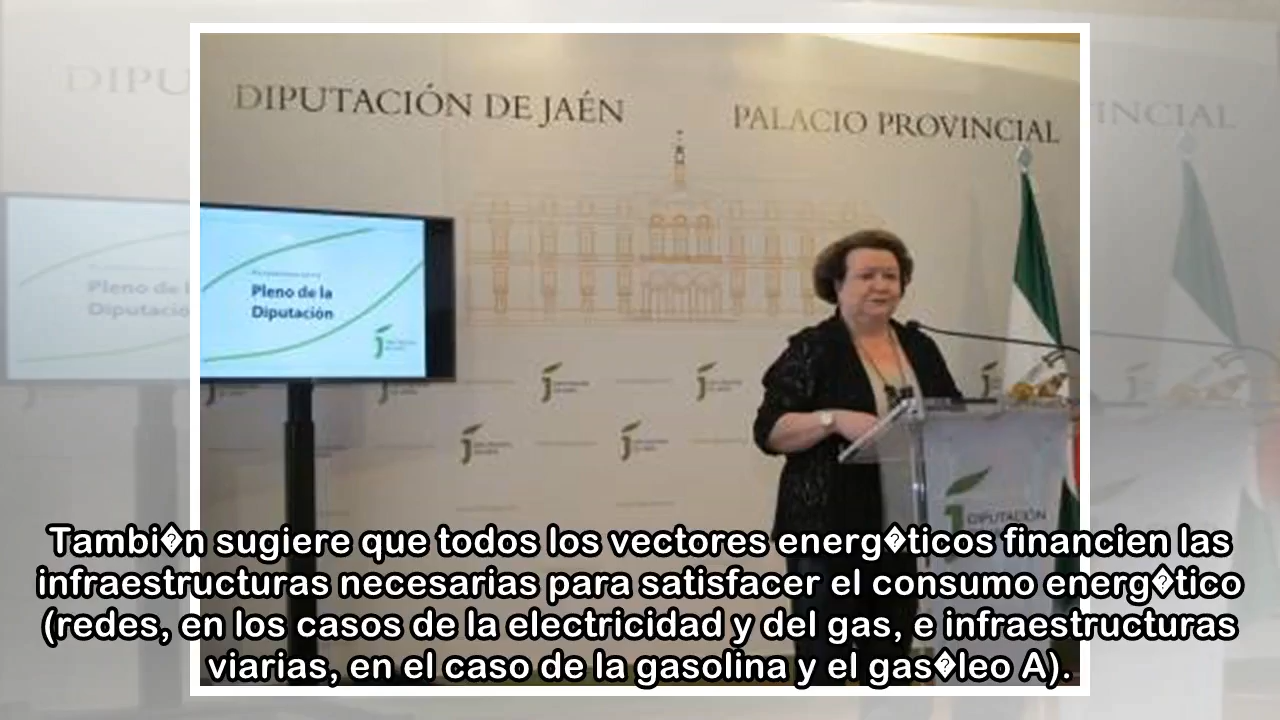 DIPUTACIÓN DE JAÉN
PALACIO PROVINCIAL
Pleno de la
Diputación
DIPUTACIÓN
Tambi�n sugiere que todos los vectores energ�ticos financien las
infraestructuras necesarias para satisfacer el consumo energ�tico
(redes, en los casos de la electricidad y del gas, e infraestructuras
viarias, en el caso de la gasolina y el gas�leo A).